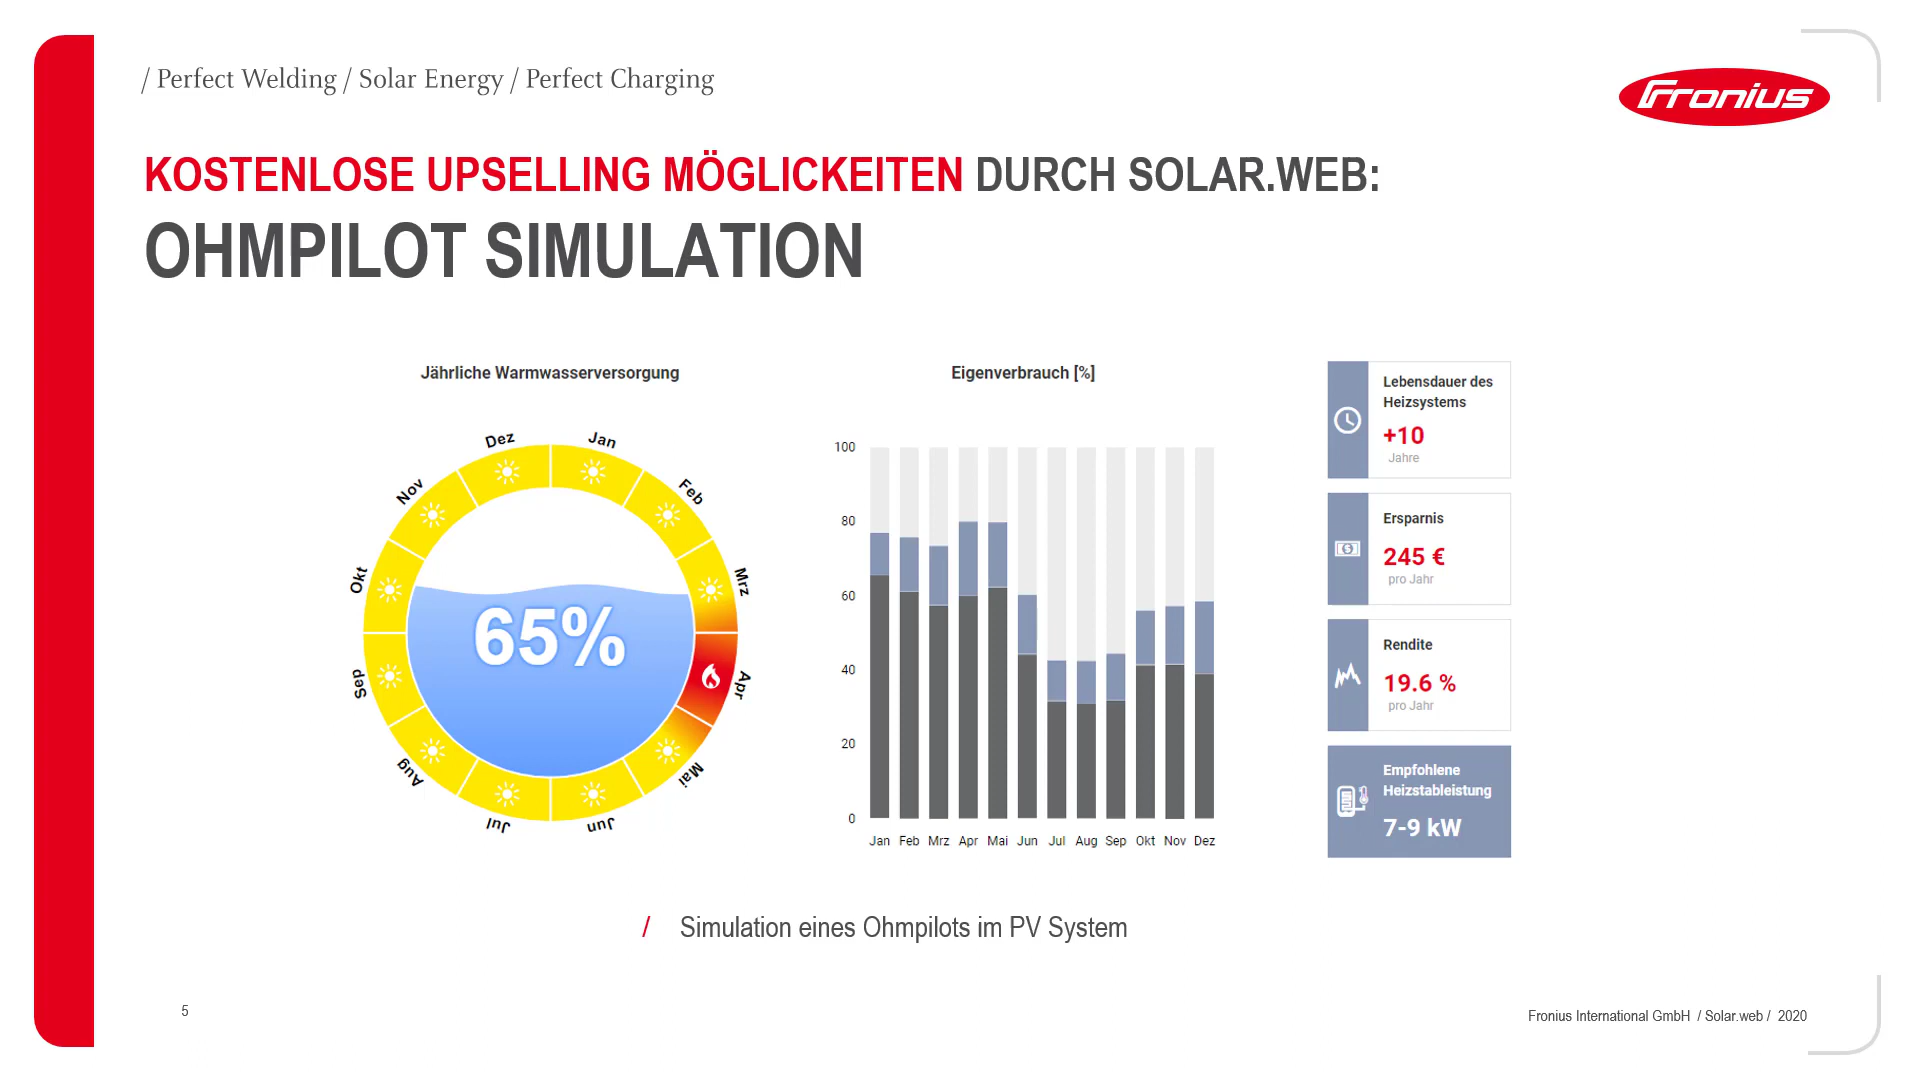 / Perfect Welding / Solar Energy / Perfect Charging
Fronius
KOSTENLOSE UPSELLING MÖGLICKEITEN DURCH SOLAR.WEB:
OHMPILOT SIMULATION
Jährliche Warmwasserversorgung
Dez
Jan
Nov
Feb
Okt
Mrz
65%
Sep
Apr
Aug
Mai
Jul
Jun
Eigenverbrauch [%]
100
80
60
40
20
0
Jan Feb Mrz Apr Mai Jun Jul Aug Sep Okt Nov Dez
Lebensdauer des
Heizsystems
+10
Jahre
Ersparnis
245 €
pro Jahr
Rendite
19.6 %
pro Jahr
Empfohlene
Heizstableistung
7-9 kW
/ Simulation eines Ohmpilots im PV System
5
Fronius International GmbH / Solar.web / 2020